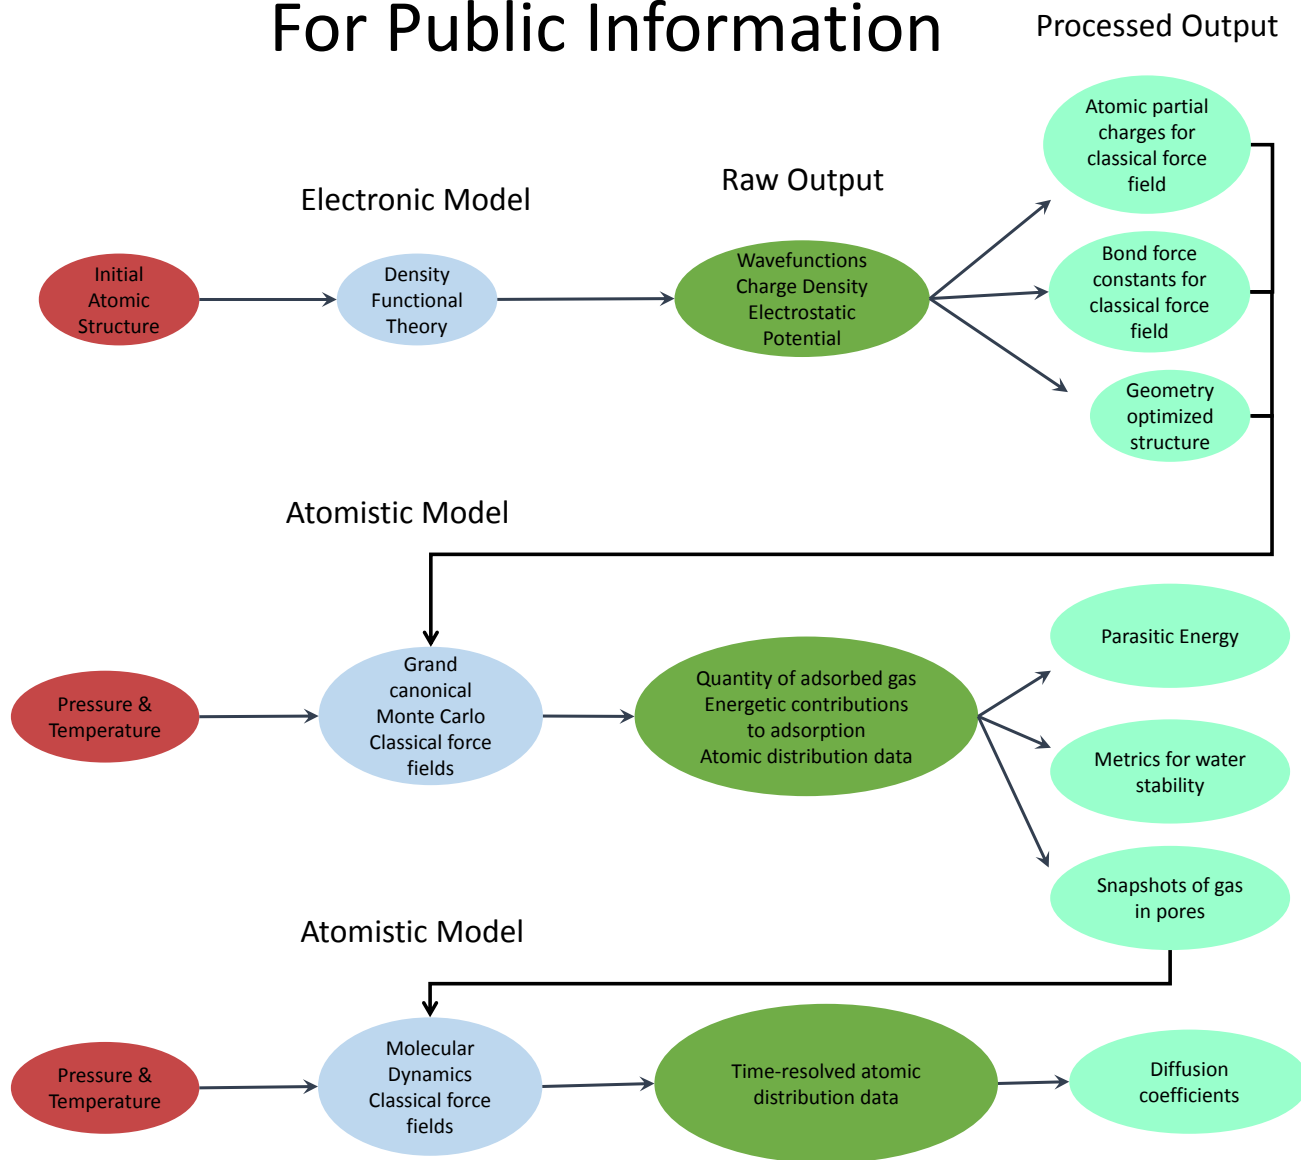 For Public Information
Processed Output
Atomic partial
charges for
classical force
field
Electronic Model
Raw Output
Initial
Atomic
Structure
Density
Functional
Theory
Wavefunctions
Charge Density
Electrostatic
Potential
Bond force
constants for
classical force
field
Geometry
optimized
structure
Atomistic Model
Pressure &
Temperature
Grand
canonical
Monte Carlo
Classical force
fields
Quantity of adsorbed gas
Energetic contributions
to adsorption
Atomic distribution data
Parasitic Energy
Metrics for water
stability
Snapshots of gas
in pores
Atomistic Model
Pressure &
Temperature
Molecular
Dynamics
Classical force
fields
Time-resolved atomic
distribution data
Diffusion
coefficients